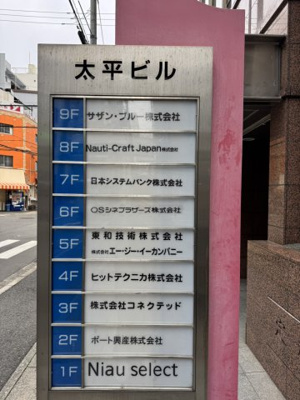 太平ビル
9F サザン・ブルー株式会社
8F Nauti-Craft Japan株式会社
7F 日本システムバンク株式会社
6F QSシネブラザース株式会社
5F 東和技術株式会社
株式会社エー・ジー・イーカンパニー
4F ヒットテクニカ株式会社
3F 株式会社コネクテッド
2F ポート興産株式会社
1F Niau select